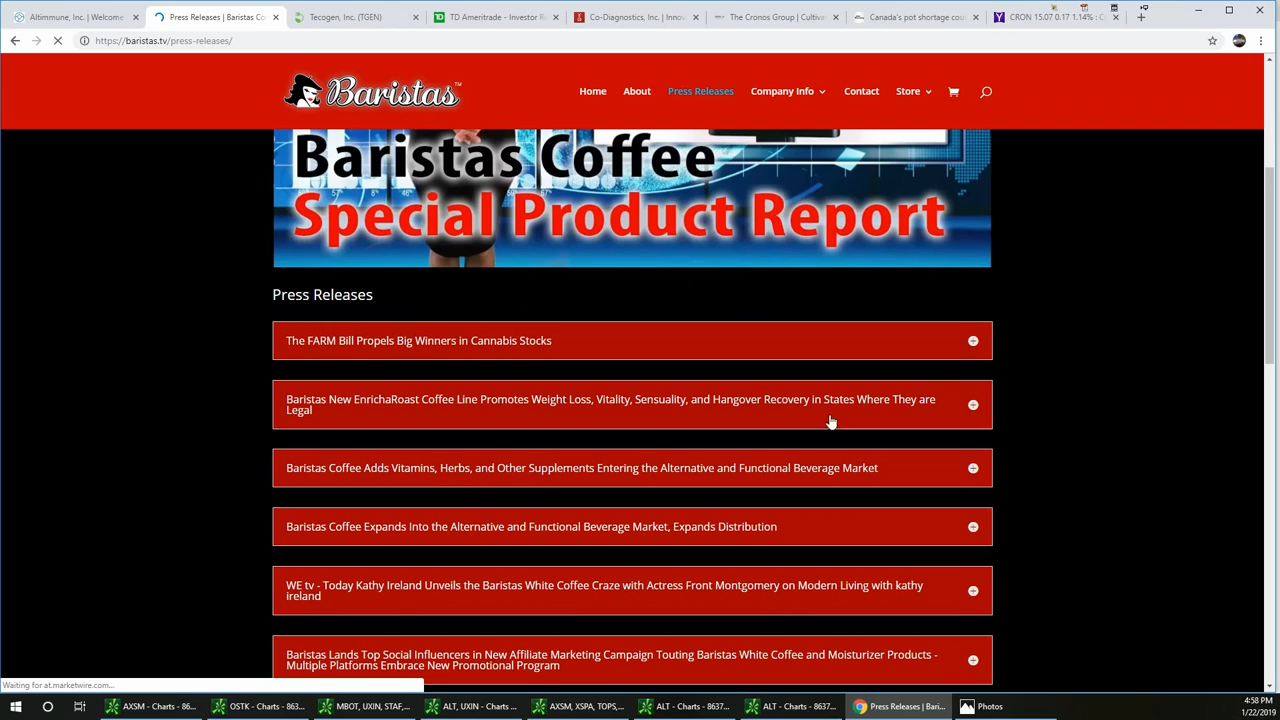 Altimmune, Inc. | Welcome
Press Releases | Baristas Co
Tecogen, Inc. (TGEN)
TD Ameritrade - Investor R
Co-Diagnostics, Inc. | Innov
The Cronos Group | Cultiva
Canada's pot shortage cou
CRON 15.07 0.17 1.14% : C
https://baristas.tv/press-releases/
Baristas™
Home About Press Releases Company Info Contact Store
Baristas Coffee
Special Product Report
Press Releases
The FARM Bill Propels Big Winners in Cannabis Stocks
Baristas New EnrichaRoast Coffee Line Promotes Weight Loss, Vitality, Sensuality, and Hangover Recovery in States Where They are
Legal
Baristas Coffee Adds Vitamins, Herbs, and Other Supplements Entering the Alternative and Functional Beverage Market
Baristas Coffee Expands Into the Alternative and Functional Beverage Market, Expands Distribution
WE tv - Today Kathy Ireland Unveils the Baristas White Coffee Craze with Actress Front Montgomery on Modern Living with kathy
ireland
Baristas Lands Top Social Influencers in New Affiliate Marketing Campaign Touting Baristas White Coffee and Moisturizer Products -
Multiple Platforms Embrace New Promotional Program
Waiting for at.marketwire.com...
AXSM - Charts - 86...
OSTK - Charts - 863...
MBOT, UXIN, STAF,...
ALT, UXIN - Charts ...
AXSM, XSPA, TOPS,...
ALT - Charts - 8637...
ALT - Charts - 8637...
Press Releases | Bari...
Photos
4:58 PM
1/22/2019